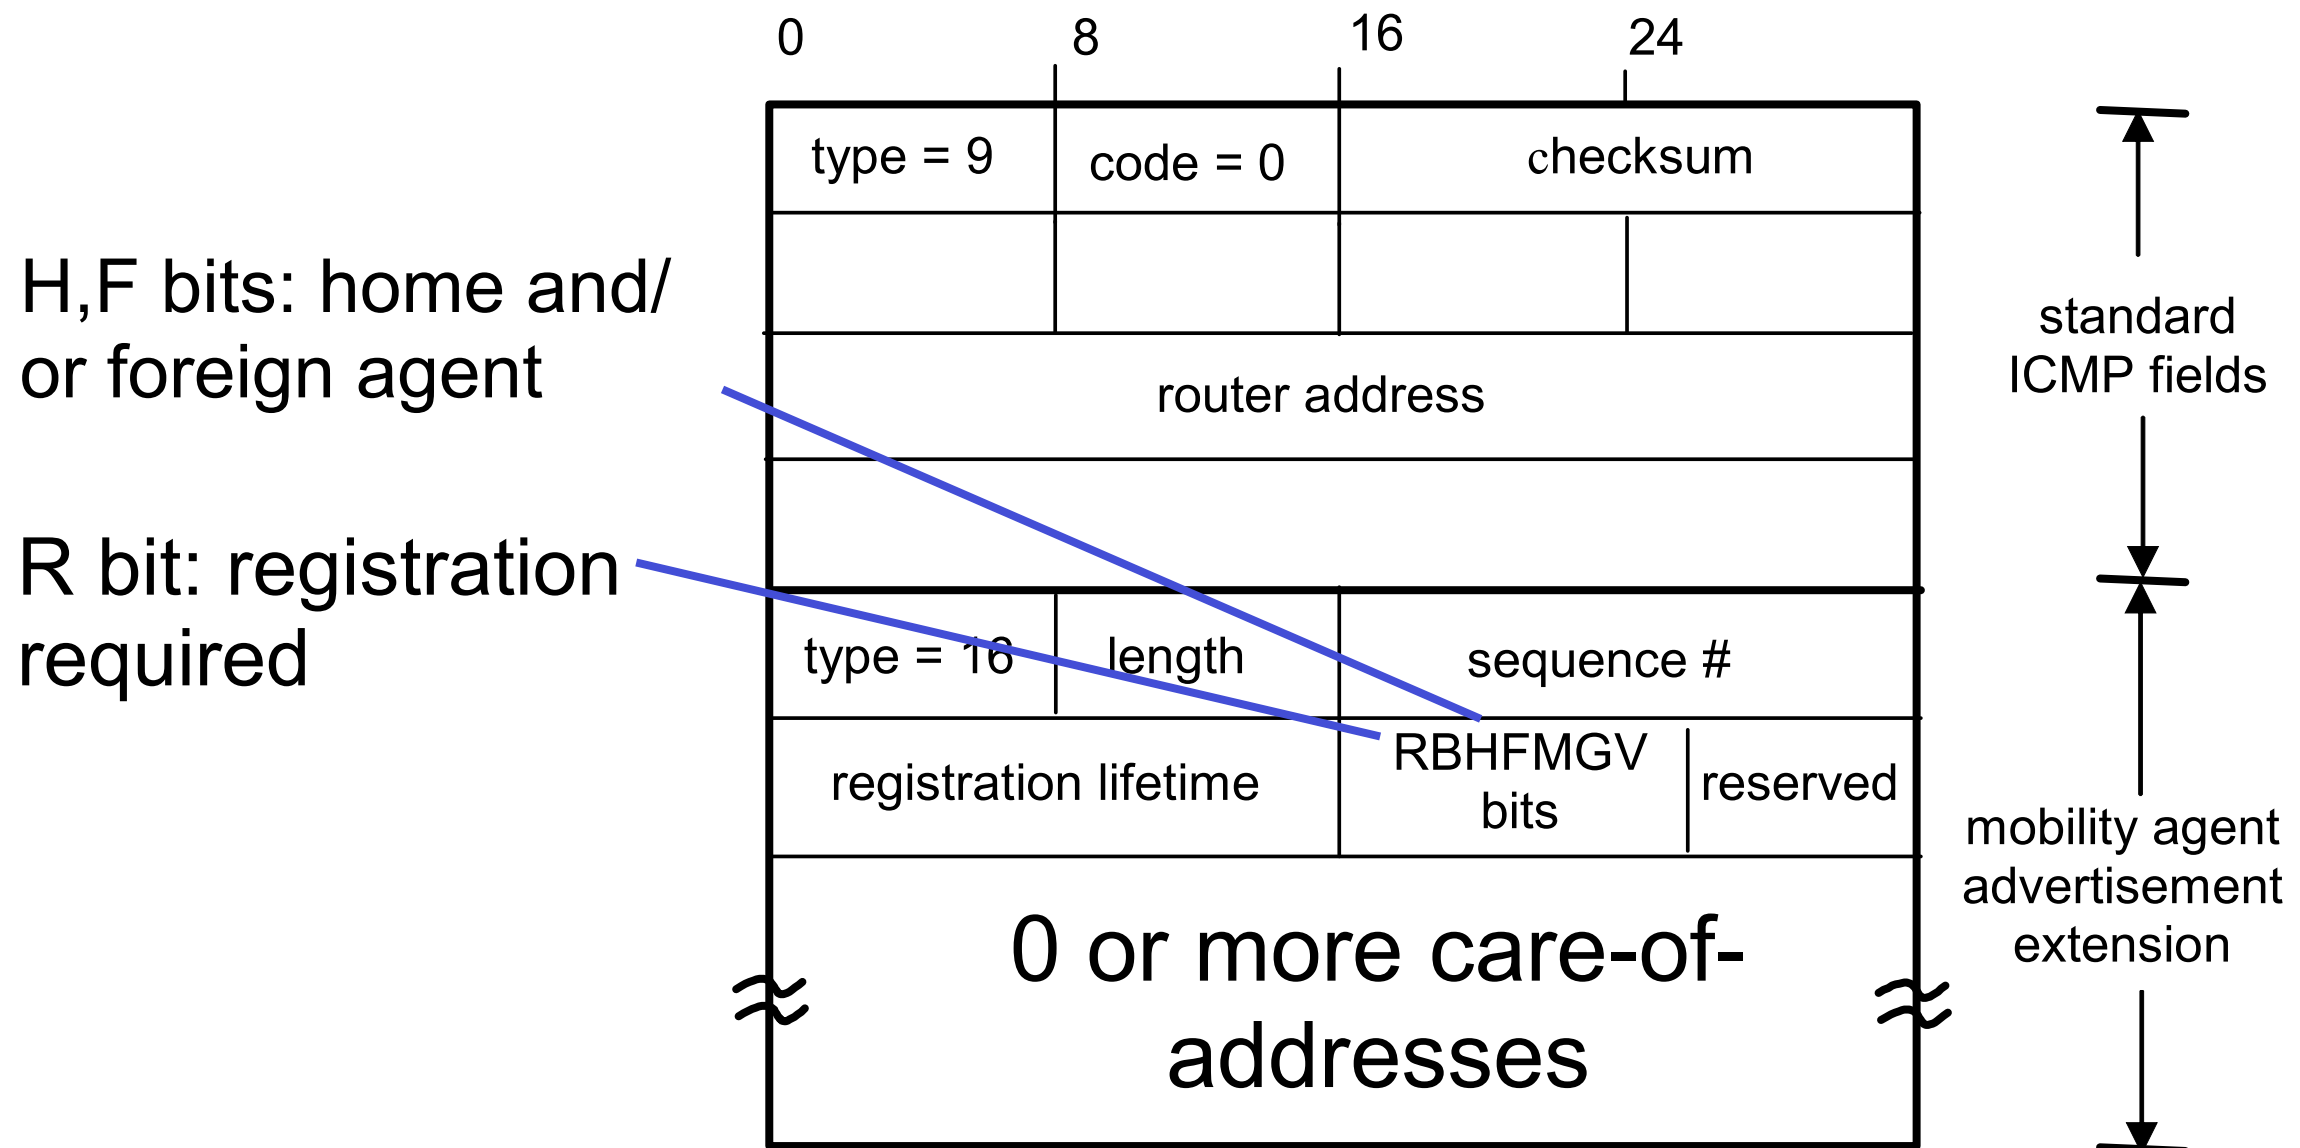 0 8 16 24
type = 9 code = 0 checksum
H,F bits: home and/
or foreign agent
standard
ICMP fields
router address
R bit: registration
required
type = 16 length sequence #
registration lifetime
RBHFMGV
bits
reserved
mobility agent
advertisement
extension
0 or more care-of-
addresses